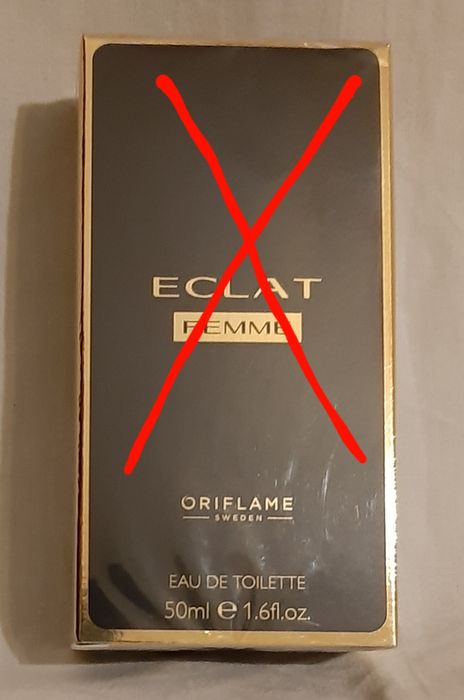 ECLAT
FEMME
ORIFLAME
SWEDEN
EAU DE TOILETTE
50ml ℮ 1.6fl.oz.